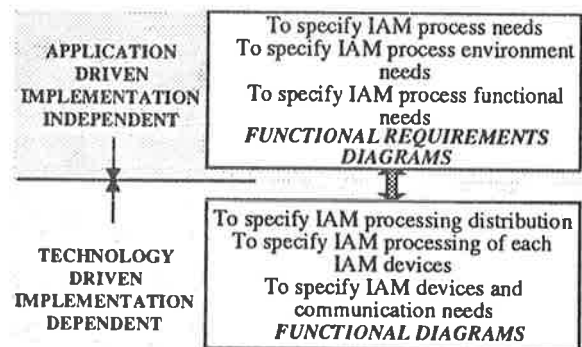 To specify IAM process needs
To specify IAM process environment
needs
To specify IAM process functional
needs
FUNCTIONAL REQUIREMENTS
DIAGRAMS
APPLICATION
DRIVEN
IMPLEMENTATION
INDEPENDENT
To specify IAM processing distribution
To specify IAM processing of each
IAM devices
To specify IAM devices and
communication needs
FUNCTIONAL DIAGRAMS
TECHNOLOGY
DRIVEN
IMPLEMENTATION
DEPENDENT